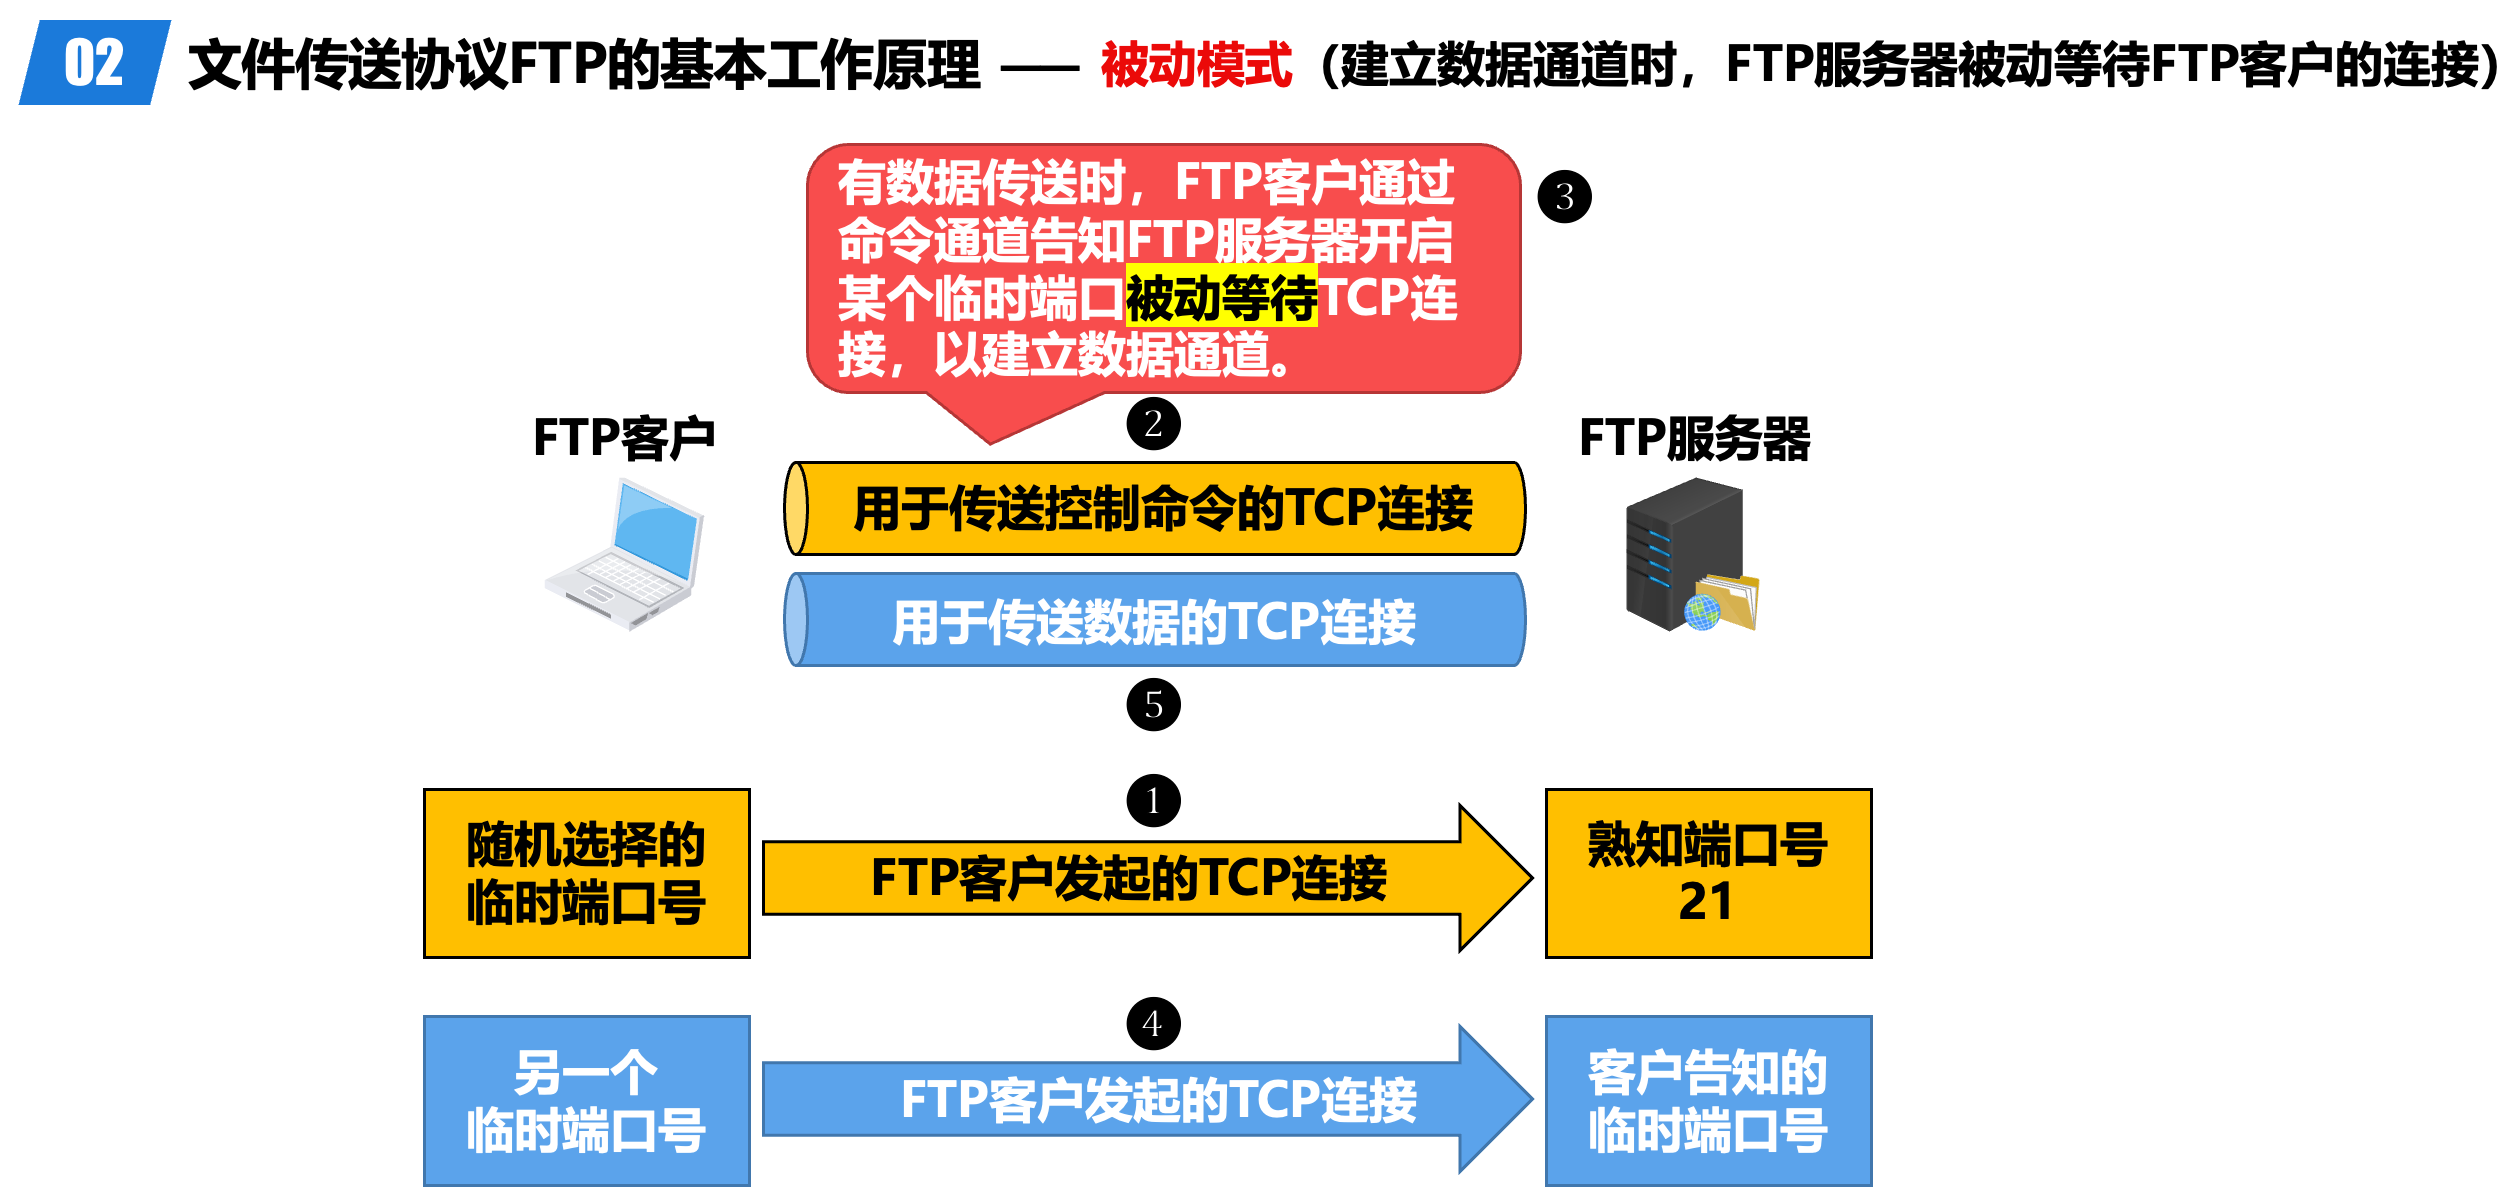 02 文件传送协议FTP的基本工作原理 —— 被动模式（建立数据通道时，FTP服务器被动等待FTP客户的连接）
有数据传送时，FTP客户通过
命令通道告知FTP服务器开启
某个临时端口被动等待TCP连
接，以建立数据通道。
❸
❷
FTP客户
FTP服务器
用于传送控制命令的TCP连接
用于传送数据的TCP连接
❺
❶
随机选择的
临时端口号
FTP客户发起的TCP连接
熟知端口号
21
❹
另一个
临时端口号
FTP客户发起的TCP连接
客户告知的
临时端口号